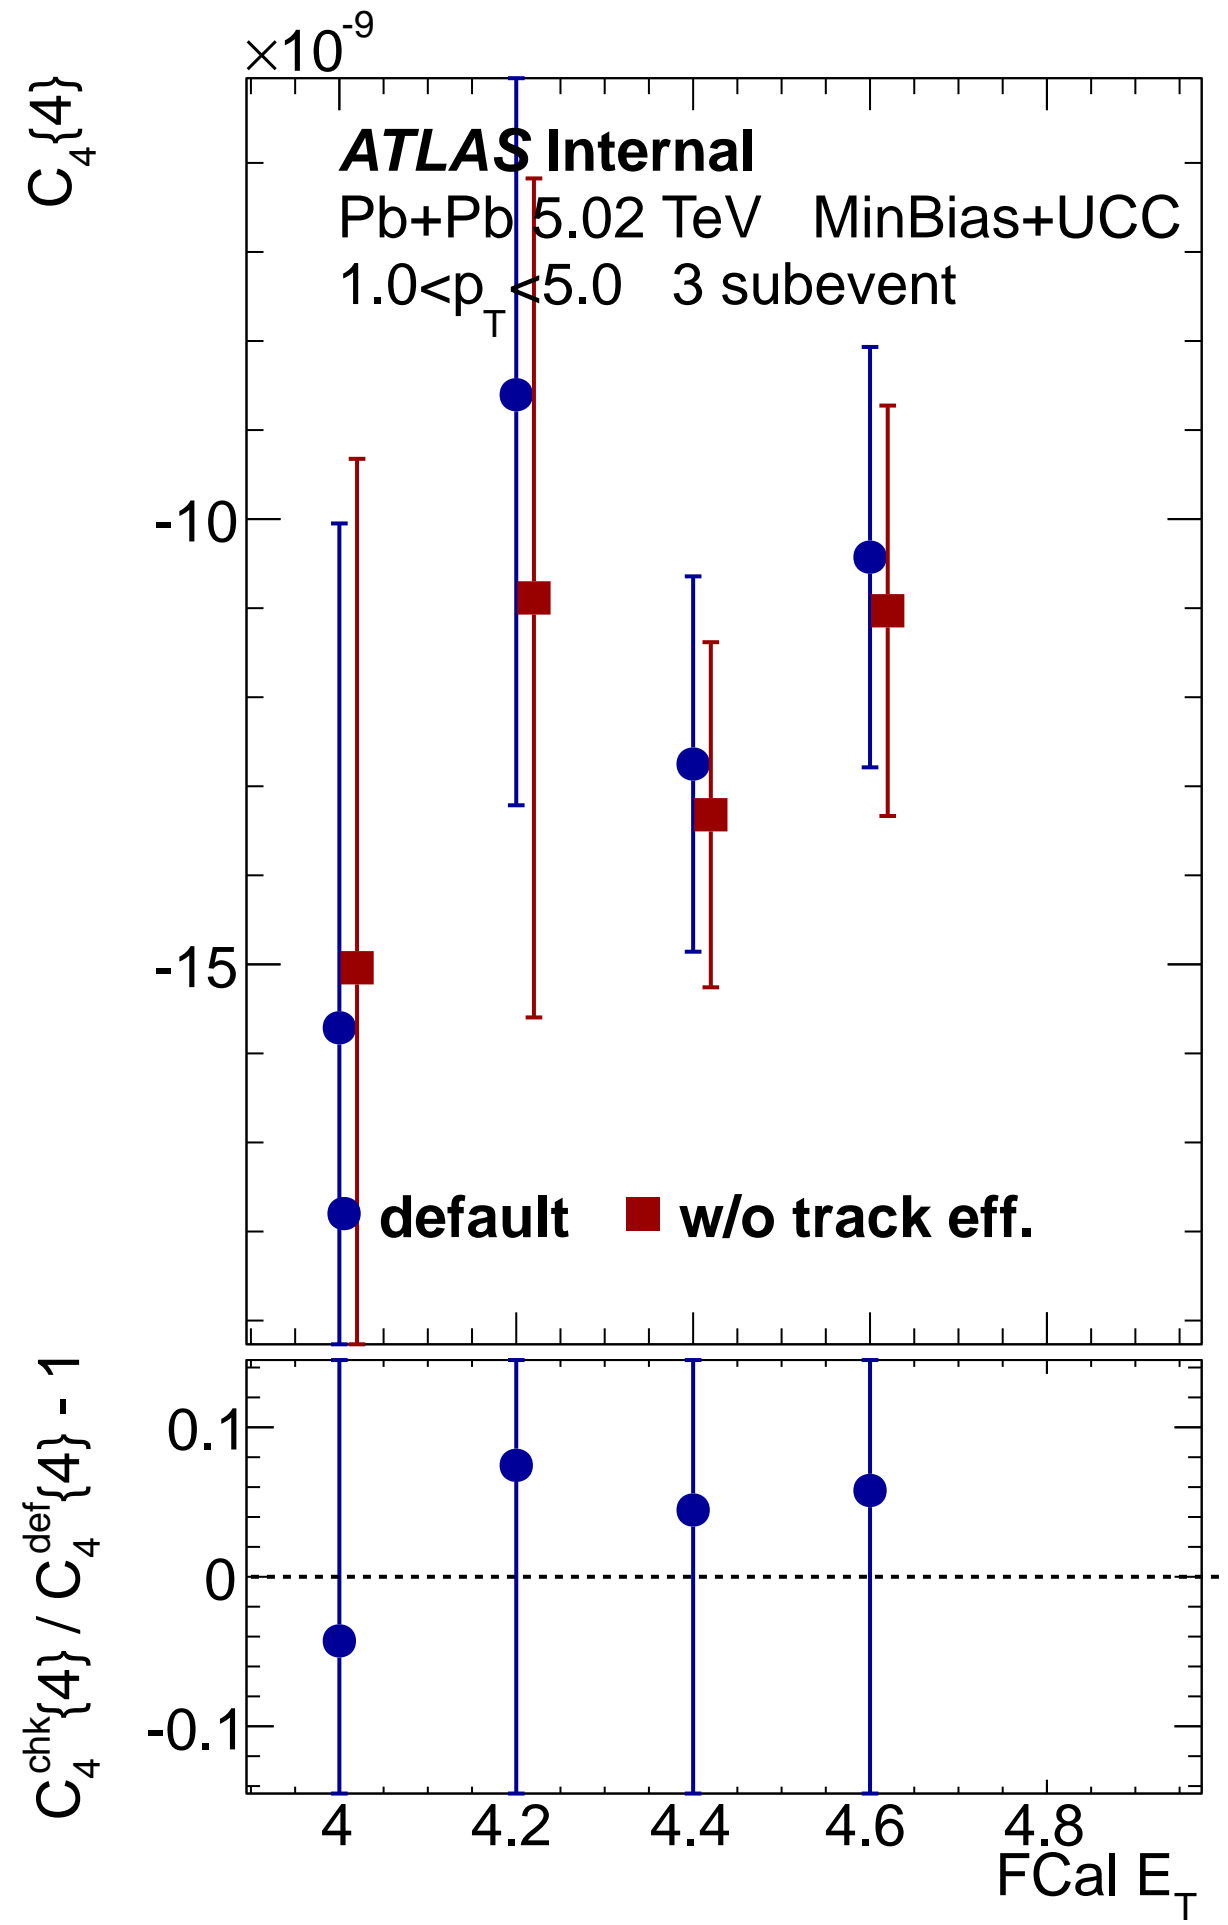 ×10⁻⁹
C₄{4}
ATLAS Internal
Pb+Pb 5.02 TeV MinBias+UCC
1.0<p_T<5.0 3 subevent
-10
-15
default w/o track eff.
C₄^chk{4} / C₄^def{4} - 1
0.1
0
-0.1
4 4.2 4.4 4.6 4.8
FCal E_T